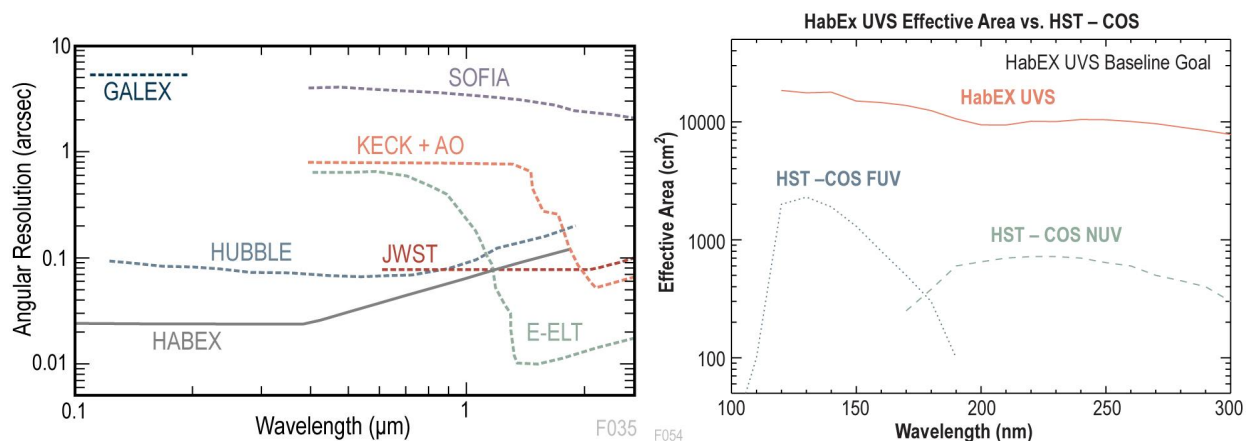 10
1
0.1
0.01
Angular Resolution (arcsec)
GALEX
SOFIA
KECK + AO
HUBBLE
JWST
HABEX
E-ELT
0.1
1
Wavelength (µm)
F035
F054
HabEx UVS Effective Area vs. HST – COS
HabEX UVS Baseline Goal
HabEX UVS
10000
1000
100
Effective Area (cm²)
HST –COS FUV
HST – COS NUV
100
150
200
250
300
Wavelength (nm)